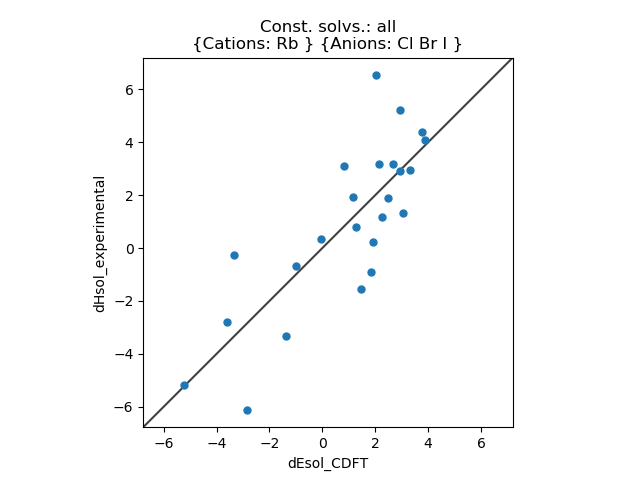 Const. solvs.: all
{Cations: Rb } {Anions: Cl Br I }
6
4
2
0
−2
−4
−6
dHsol_experimental
−6 −4 −2 0 2 4 6
dEsol_CDFT